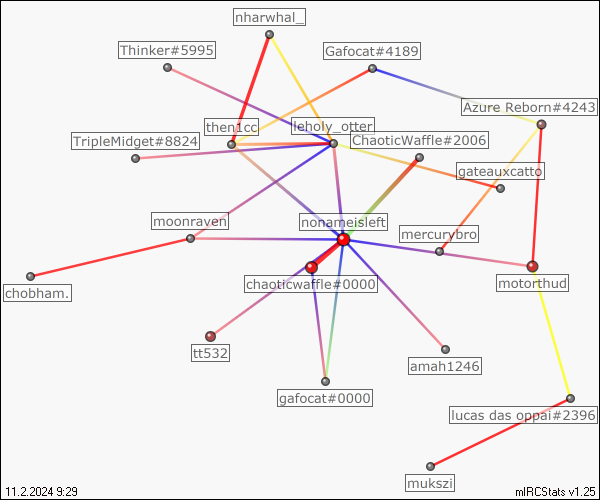 nharwhal_
Thinker#5995
Gafocat#4189
Azure Reborn#4243
then1cc
leholy_otter
TripleMidget#8824
ChaoticWaffle#2006
gateauxcatto
moonraven
nonameisleft
mercurybro
chobham.
chaoticwaffle#0000
motorthud
tt532
amah1246
gafocat#0000
lucas das oppai#2396
mukszi
11.2.2024 9:29
mIRCStats v1.25